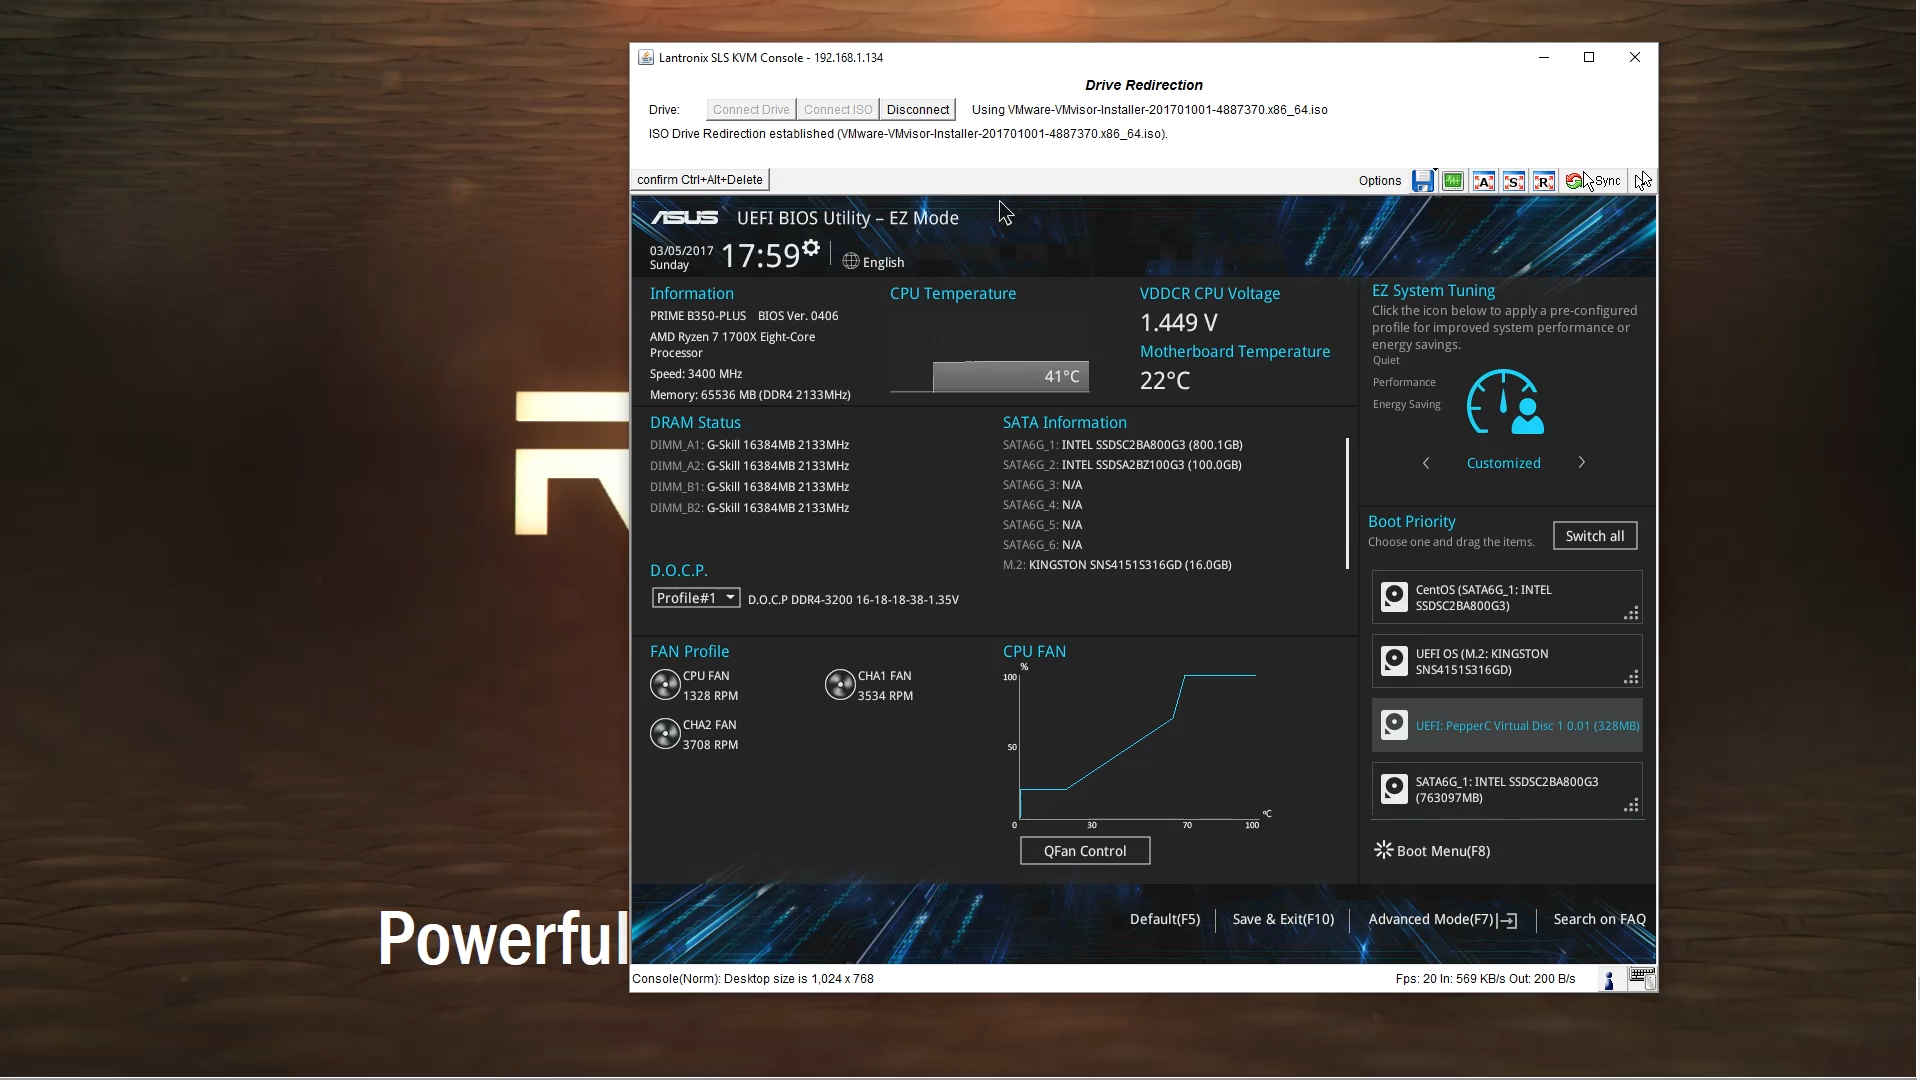 Lantronix SLS KVM Console - 192.168.1.134
Drive Redirection
Drive: Connect Drive Connect ISO Disconnect Using VMware-VMvisor-Installer-201701001-4887370.x86_64.iso
ISO Drive Redirection established (VMware-VMvisor-Installer-201701001-4887370.x86_64.iso).
confirm Ctrl+Alt+Delete
Options A S R Sync
ASUS UEFI BIOS Utility – EZ Mode
03/05/2017
Sunday
17:59
English
Information
PRIME B350-PLUS BIOS Ver. 0406
AMD Ryzen 7 1700X Eight-Core
Processor
Speed: 3400 MHz
Memory: 65536 MB (DDR4 2133MHz)
CPU Temperature
41°C
VDDCR CPU Voltage
1.449 V
Motherboard Temperature
22°C
EZ System Tuning
Click the icon below to apply a pre-configured
profile for improved system performance or
energy savings.
Quiet
Performance
Energy Saving
Customized
DRAM Status
DIMM_A1: G-Skill 16384MB 2133MHz
DIMM_A2: G-Skill 16384MB 2133MHz
DIMM_B1: G-Skill 16384MB 2133MHz
DIMM_B2: G-Skill 16384MB 2133MHz
SATA Information
SATA6G_1: INTEL SSDSC2BA800G3 (800.1GB)
SATA6G_2: INTEL SSDSA2BZ100G3 (100.0GB)
SATA6G_3: N/A
SATA6G_4: N/A
SATA6G_5: N/A
SATA6G_6: N/A
M.2: KINGSTON SNS4151S316GD (16.0GB)
D.O.C.P.
Profile#1 D.O.C.P DDR4-3200 16-18-18-38-1.35V
Boot Priority
Choose one and drag the items.
Switch all
CentOS (SATA6G_1: INTEL
SSDSC2BA800G3)
UEFI OS (M.2: KINGSTON
SNS4151S316GD)
UEFI: PepperC Virtual Disc 1 0.01 (328MB)
SATA6G_1: INTEL SSDSC2BA800G3
(763097MB)
Boot Menu(F8)
FAN Profile
CPU FAN
1328 RPM
CHA1 FAN
3534 RPM
CHA2 FAN
3708 RPM
CPU FAN
%
100
50
0 30 70 100
°C
QFan Control
Default(F5) Save & Exit(F10) Advanced Mode(F7) Search on FAQ
Powerful
Console(Norm): Desktop size is 1,024 x 768
Fps: 20 In: 569 KB/s Out: 200 B/s